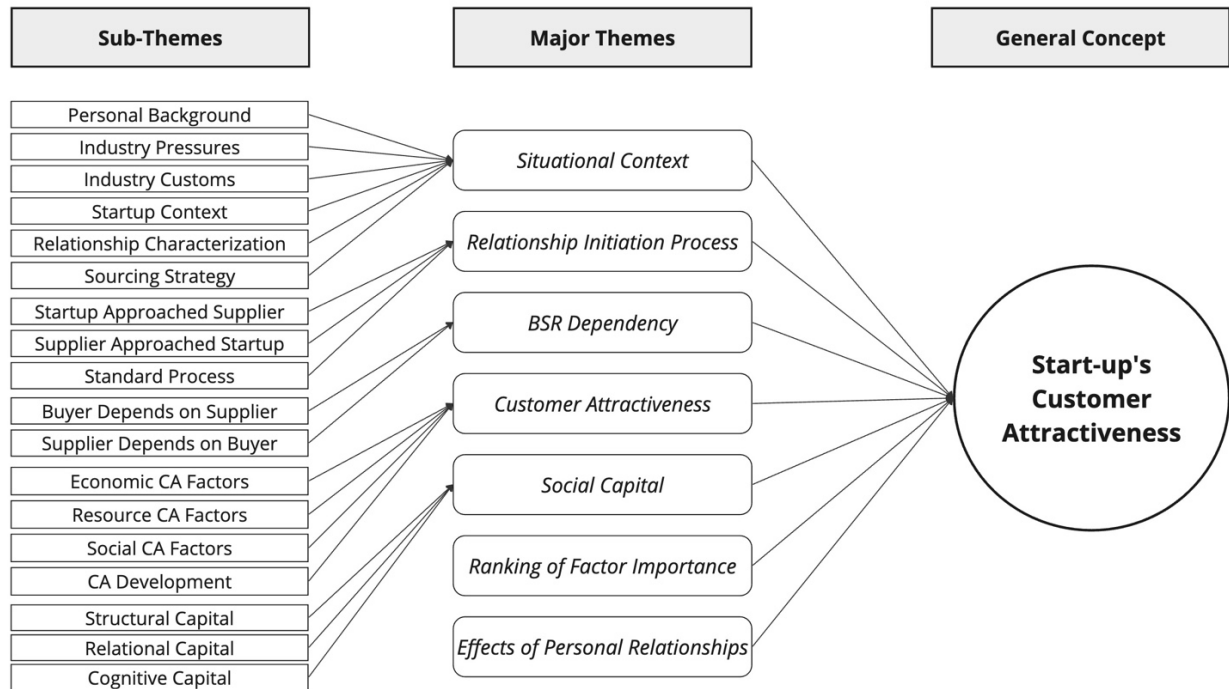 Sub-Themes
Major Themes
General Concept
Personal Background
Industry Pressures
Industry Customs
Startup Context
Relationship Characterization
Sourcing Strategy
Startup Approached Supplier
Supplier Approached Startup
Standard Process
Buyer Depends on Supplier
Supplier Depends on Buyer
Economic CA Factors
Resource CA Factors
Social CA Factors
CA Development
Structural Capital
Relational Capital
Cognitive Capital
Situational Context
Relationship Initiation Process
BSR Dependency
Customer Attractiveness
Social Capital
Ranking of Factor Importance
Effects of Personal Relationships
Start-up's
Customer
Attractiveness